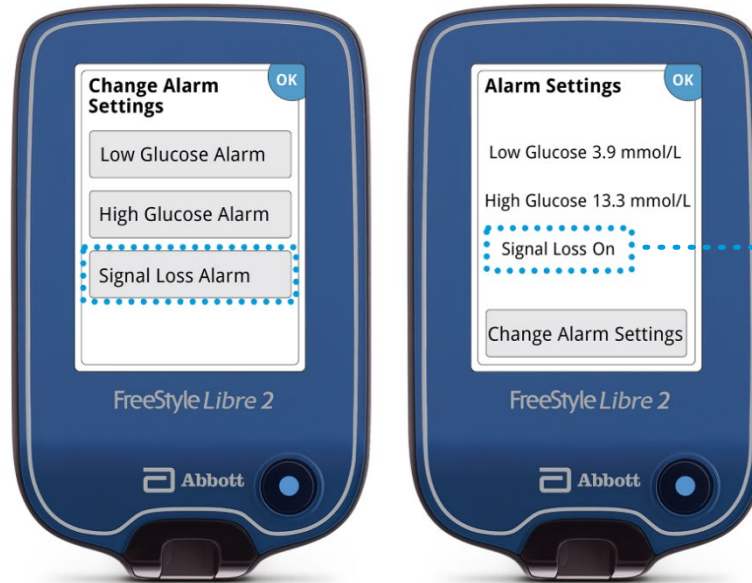 Change Alarm
Settings
OK
Low Glucose Alarm
High Glucose Alarm
Signal Loss Alarm
FreeStyle Libre 2
Abbott
Alarm Settings
OK
Low Glucose 3.9 mmol/L
High Glucose 13.3 mmol/L
Signal Loss On
Change Alarm Settings
FreeStyle Libre 2
Abbott